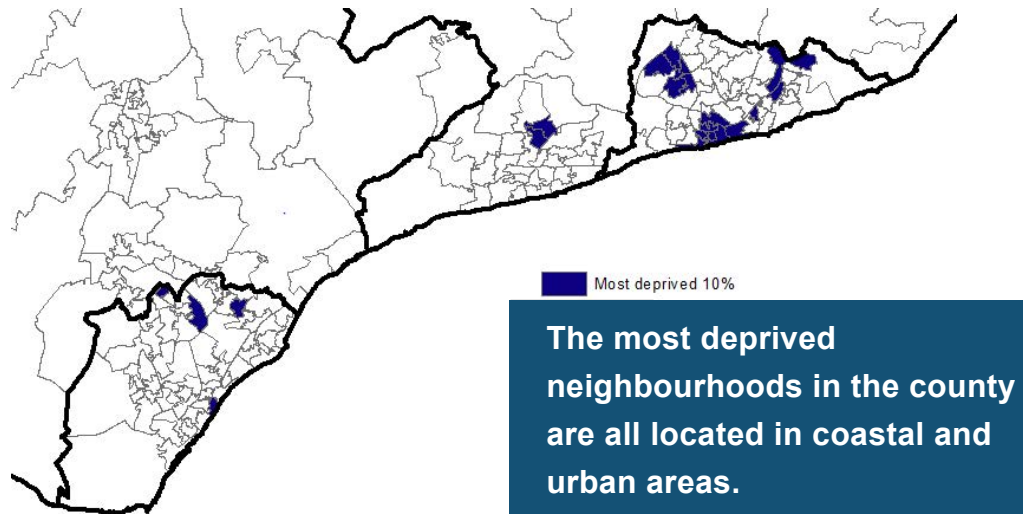 Most deprived 10%
The most deprived
neighbourhoods in the county
are all located in coastal and
urban areas.